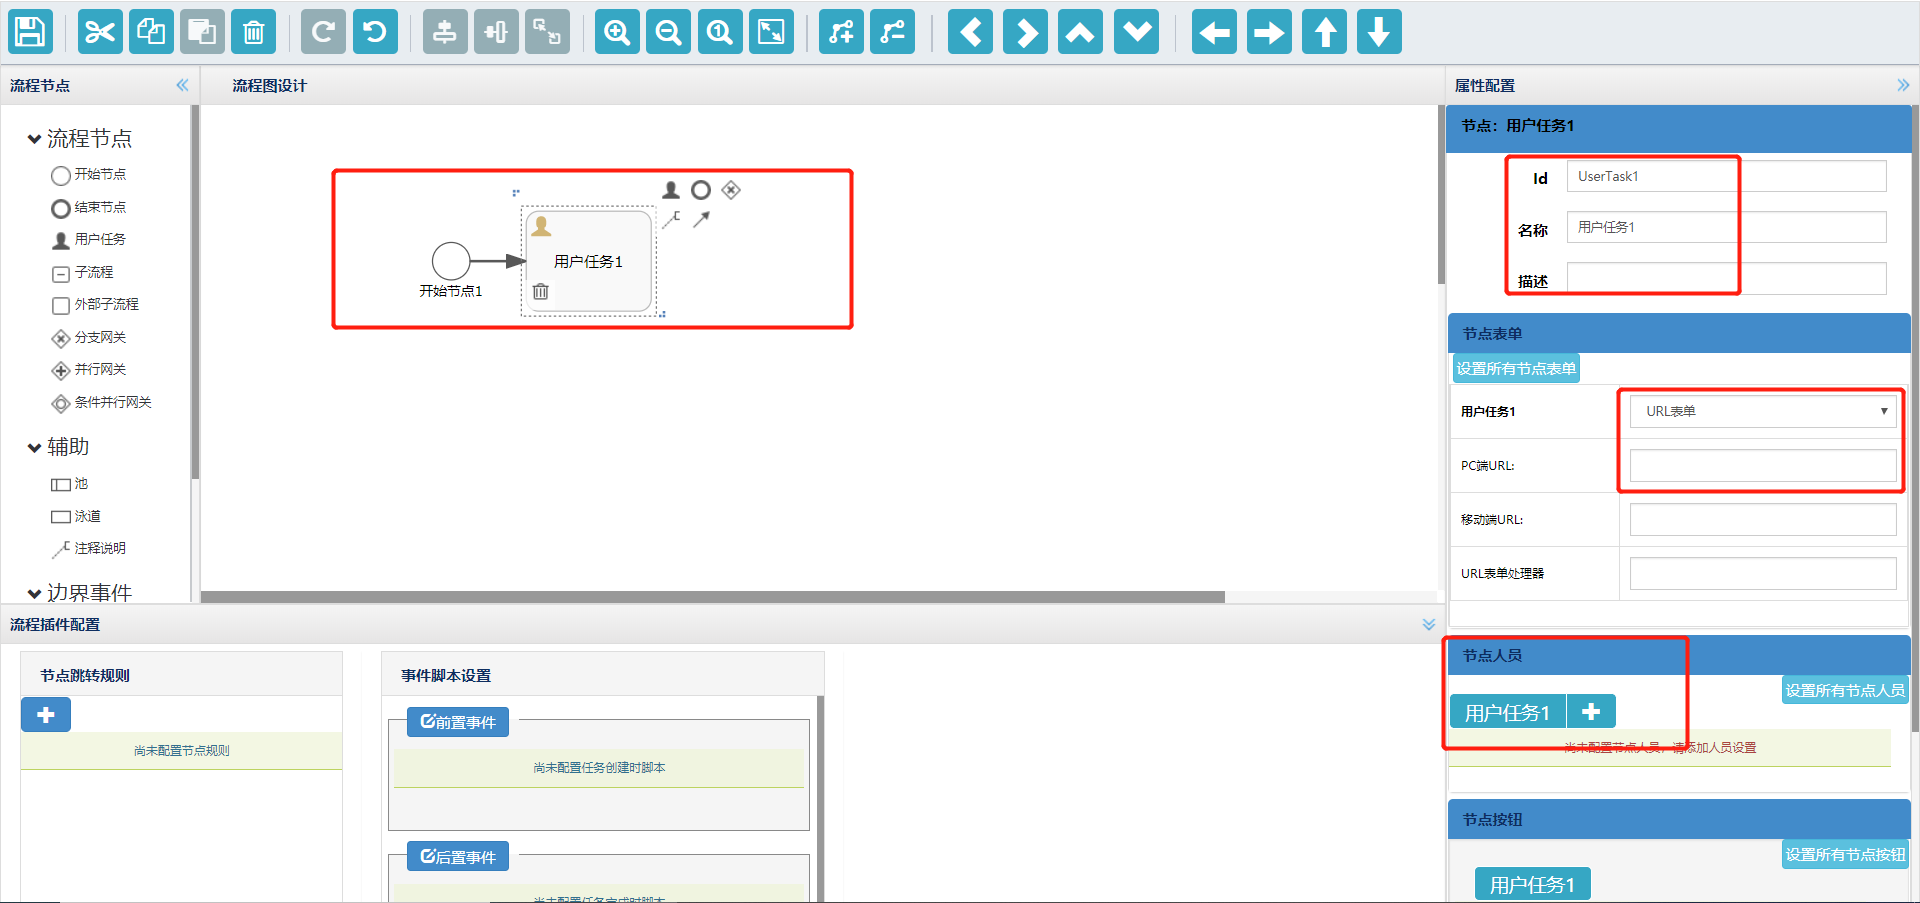 流程节点
流程图设计
属性配置
流程节点
开始节点
结束节点
用户任务
子流程
外部子流程
分支网关
并行网关
条件并行网关
辅助
池
泳道
注释说明
边界事件
开始节点1
用户任务1
节点：用户任务1
Id
UserTask1
名称
用户任务1
描述
节点表单
设置所有节点表单
用户任务1
URL表单
PC端URL:
移动端URL:
URL表单处理器
节点人员
设置所有节点人员
用户任务1
尚未配置节点人员，请添加人员设置
节点按钮
设置所有节点按钮
用户任务1
流程插件配置
节点跳转规则
尚未配置节点规则
事件脚本设置
前置事件
尚未配置任务创建时脚本
后置事件
尚未配置任务完成时脚本